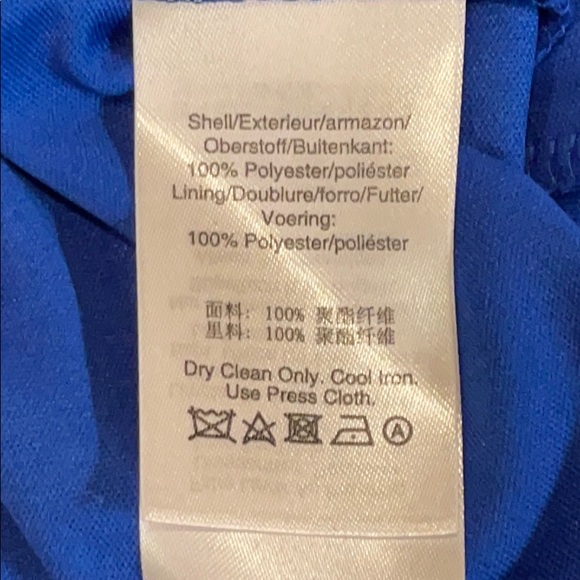 Shell/Exterieur/armazon/
Oberstoff/Buitenkant:
100% Polyester/poliéster
Lining/Doublure/forro/Futter/
Voering:
100% Polyester/poliéster
面料: 100% 聚酯纤维
里料: 100% 聚酯纤维
Dry Clean Only. Cool Iron.
Use Press Cloth.
A